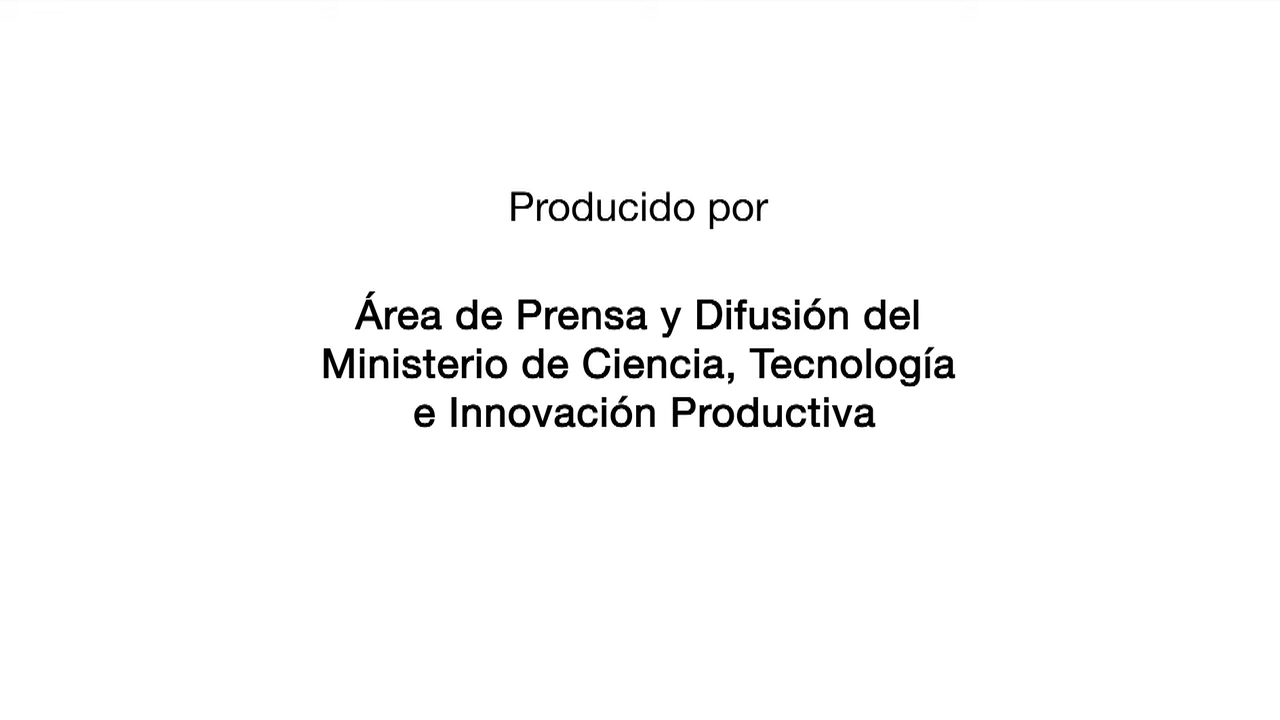 Producido por
Área de Prensa y Difusión del
Ministerio de Ciencia, Tecnología
e Innovación Productiva